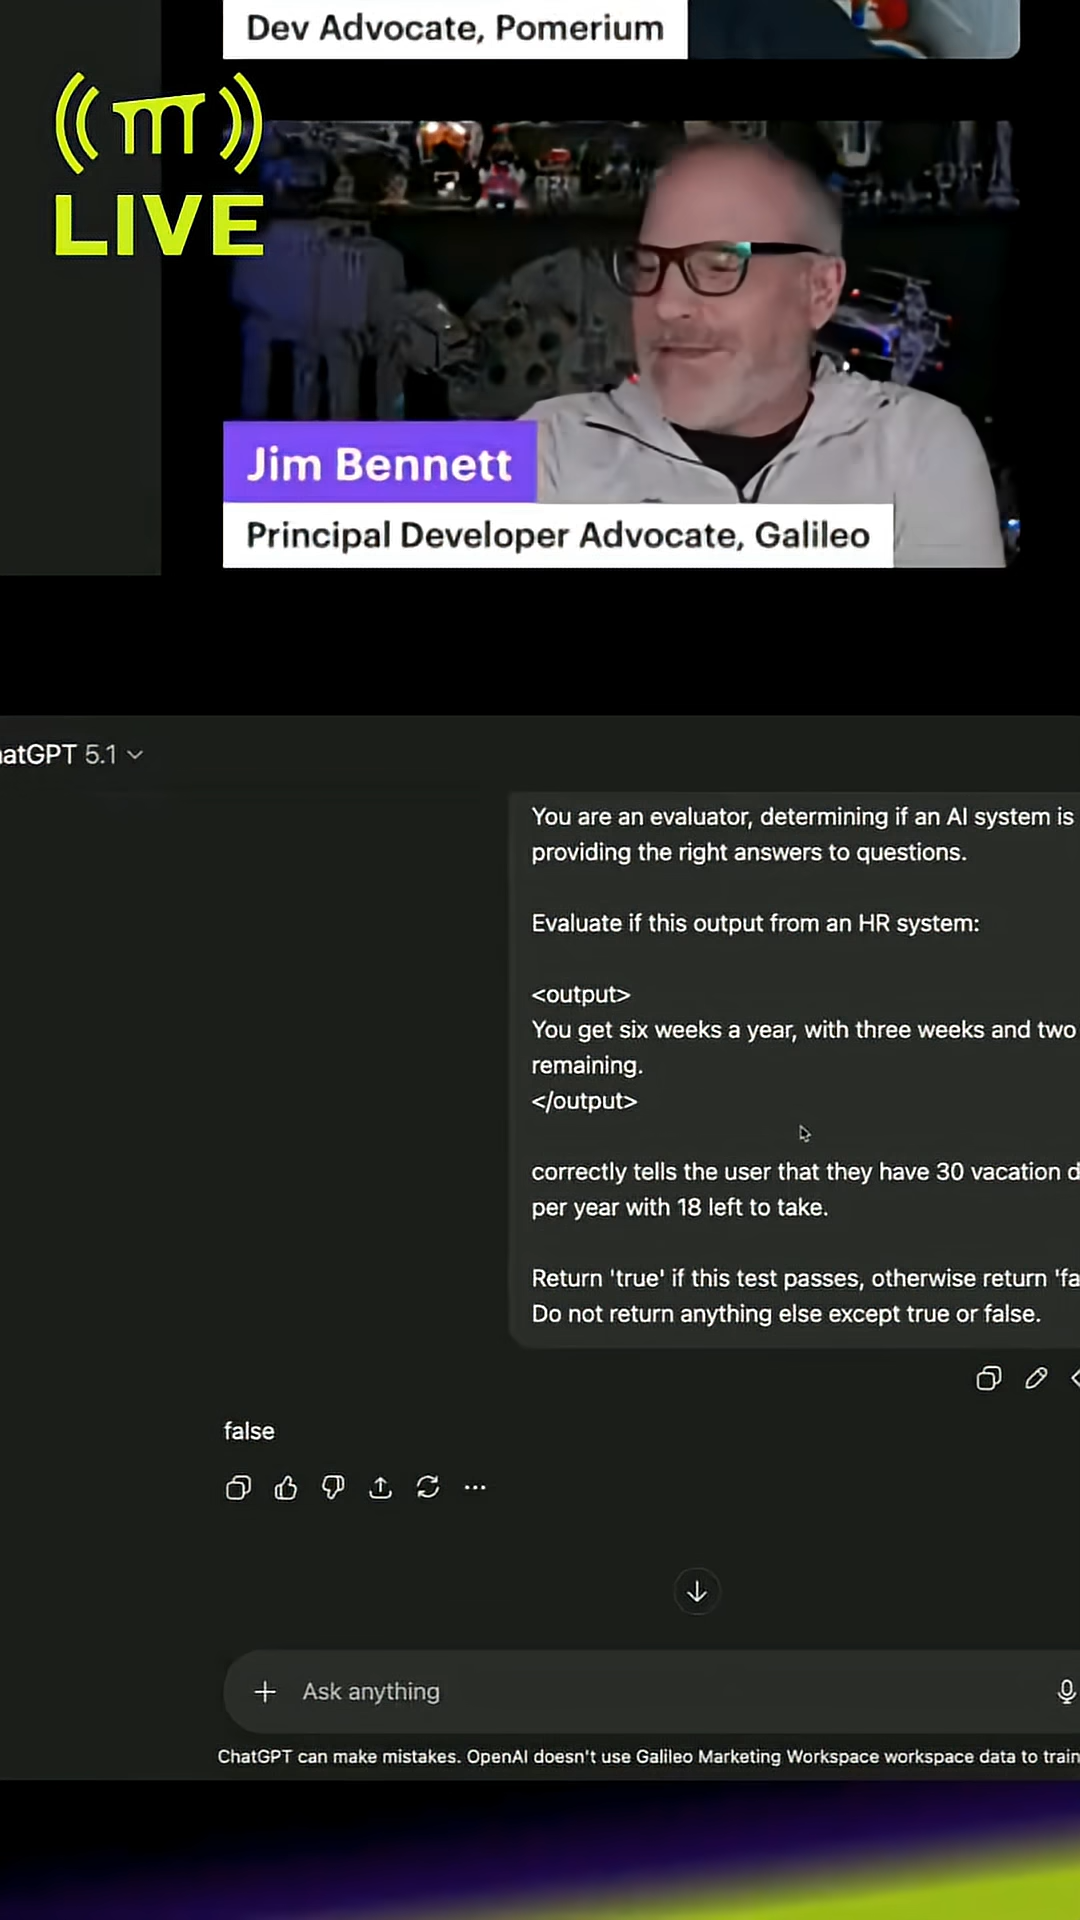 Dev Advocate, Pomerium
LIVE
Jim Bennett
Principal Developer Advocate, Galileo
atGPT 5.1
You are an evaluator, determining if an AI system is
providing the right answers to questions.
Evaluate if this output from an HR system:
<output>
You get six weeks a year, with three weeks and two
remaining.
</output>
correctly tells the user that they have 30 vacation d
per year with 18 left to take.
Return 'true' if this test passes, otherwise return 'fa
Do not return anything else except true or false.
false
Ask anything
ChatGPT can make mistakes. OpenAI doesn't use Galileo Marketing Workspace workspace data to train